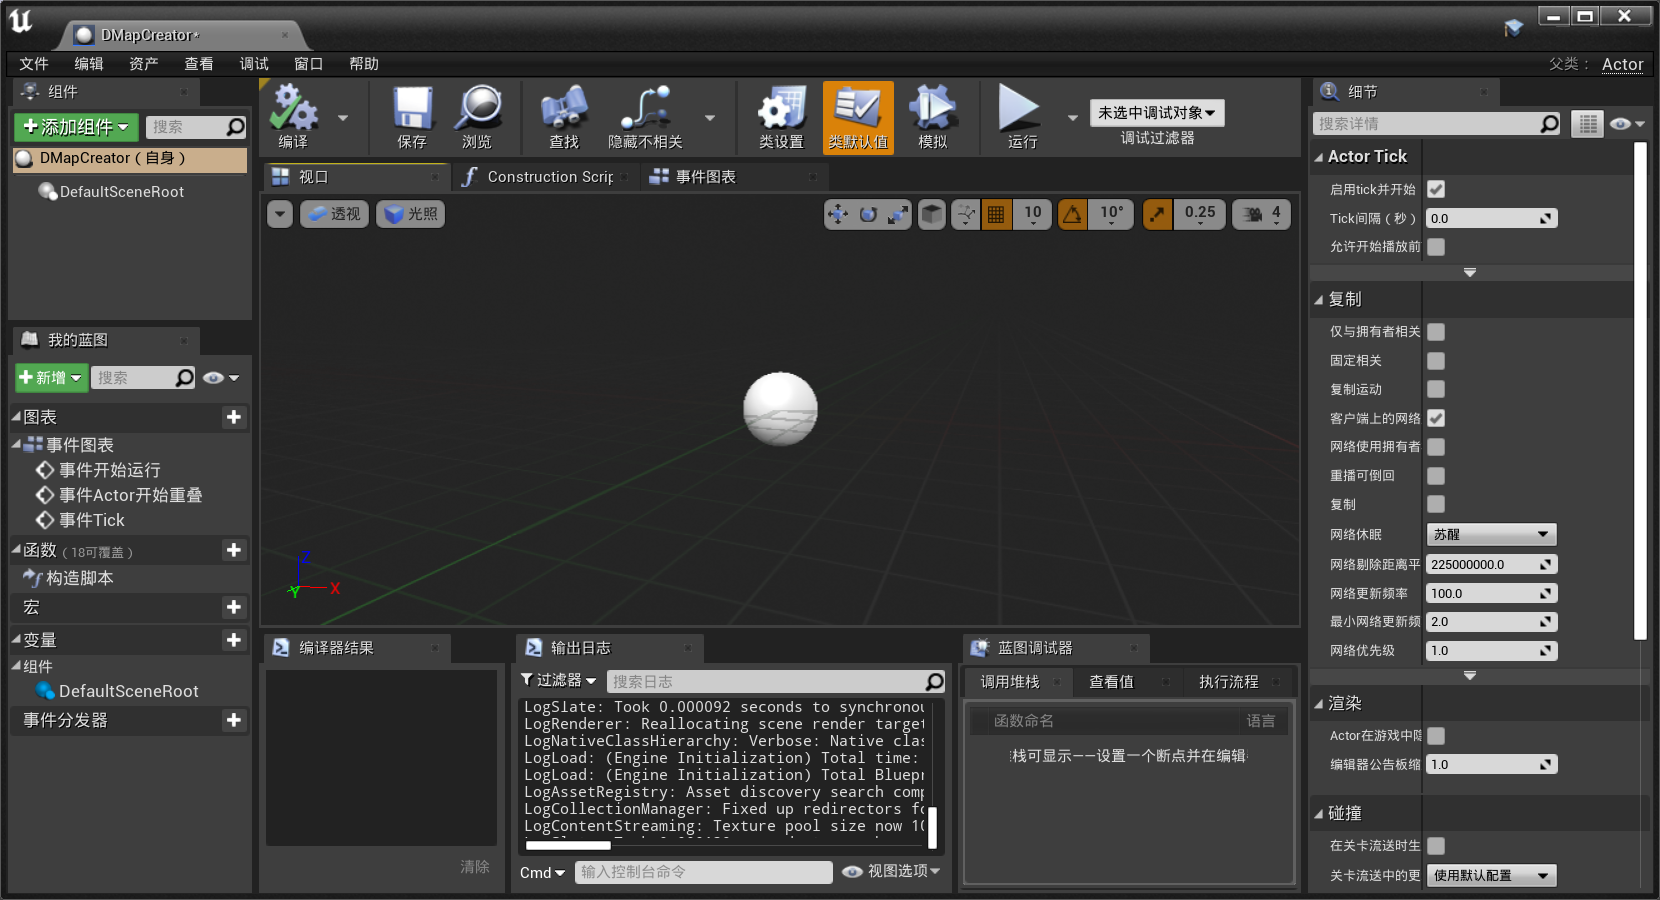 DMapCreator*
文件 编辑 资产 查看 调试 窗口 帮助
父类： Actor
组件
添加组件
搜索
DMapCreator（自身）
DefaultSceneRoot
我的蓝图
新增
搜索
图表
事件图表
事件开始运行
事件Actor开始重叠
事件Tick
函数（18可覆盖）
构造脚本
宏
变量
组件
DefaultSceneRoot
事件分发器
编译
保存
浏览
查找
隐藏不相关
类设置
类默认值
模拟
运行
未选中调试对象
调试过滤器
视口
Construction Scrip
事件图表
透视
光照
10
10°
0.25
4
Z
X
Y
编译器结果
清除
输出日志
过滤器
搜索日志
LogSlate: Took 0.000092 seconds to synchronou
LogRenderer: Reallocating scene render target
LogNativeClassHierarchy: Verbose: Native clas
LogLoad: (Engine Initialization) Total time:
LogLoad: (Engine Initialization) Total Bluepr
LogAssetRegistry: Asset discovery search comp
LogCollectionManager: Fixed up redirectors fo
LogContentStreaming: Texture pool size now 10
Cmd
输入控制台命令
视图选项
蓝图调试器
调用堆栈
查看值
执行流程
函数命名
语言
栈可显示——设置一个断点并在编辑
细节
搜索详情
Actor Tick
启用tick并开始
Tick间隔（秒） 0.0
允许开始播放前
复制
仅与拥有者相关
固定相关
复制运动
客户端上的网络
网络使用拥有者
重播可倒回
复制
网络休眠 苏醒
网络剔除距离平 225000000.0
网络更新频率 100.0
最小网络更新频 2.0
网络优先级 1.0
渲染
Actor在游戏中隐
编辑器公告板缩 1.0
碰撞
在关卡流送时生
关卡流送中的更 使用默认配置